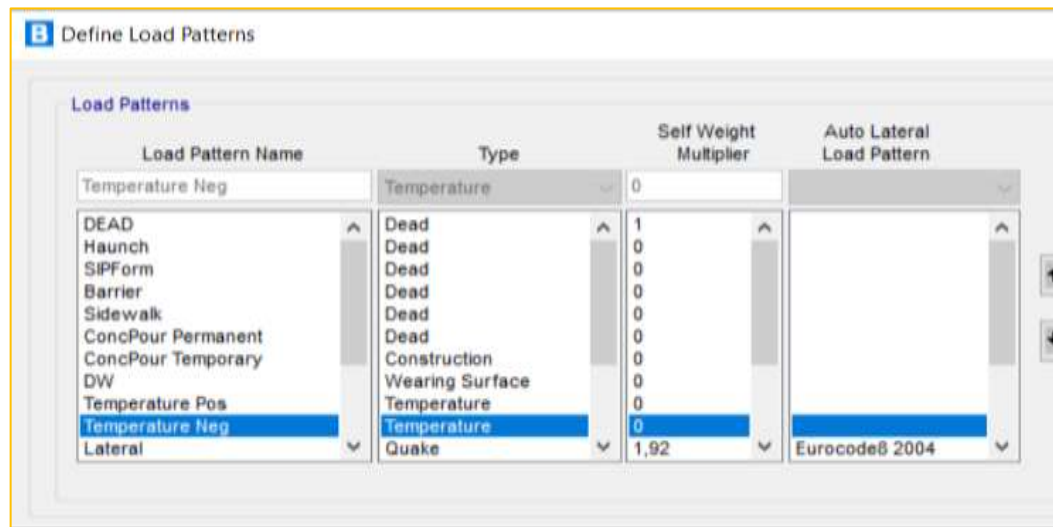 B Define Load Patterns
Load Patterns
Load Pattern Name Type Self Weight Multiplier Auto Lateral Load Pattern
Temperature Neg Temperature 0
DEAD Dead 1
Haunch Dead 0
SIPForm Dead 0
Barrier Dead 0
Sidewalk Dead 0
ConcPour Permanent Dead 0
ConcPour Temporary Construction 0
DW Wearing Surface 0
Temperature Pos Temperature 0
Temperature Neg Temperature 0
Lateral Quake 1,92 Eurocode8 2004